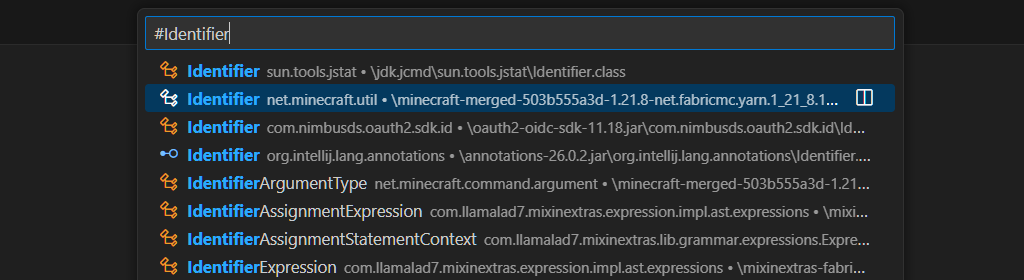 #Identifier
Identifier sun.tools.jstat • \jdk.jcmd\sun.tools.jstat\Identifier.class
Identifier net.minecraft.util • \minecraft-merged-503b555a3d-1.21.8-net.fabricmc.yarn.1_21_8.1...
Identifier com.nimbusds.oauth2.sdk.id • \oauth2-oidc-sdk-11.18.jar\com.nimbusds.oauth2.sdk.id\Id...
Identifier org.intellij.lang.annotations • \annotations-26.0.2.jar\org.intellij.lang.annotations\Identifier....
IdentifierArgumentType net.minecraft.command.argument • \minecraft-merged-503b555a3d-1.21...
IdentifierAssignmentExpression com.llamalad7.mixinextras.expression.impl.ast.expressions • \mixi...
IdentifierAssignmentStatementContext com.llamalad7.mixinextras.lib.grammar.expressions.Expre...
IdentifierExpression com.llamalad7.mixinextras.expression.impl.ast.expressions • \mixinextras-fabri...